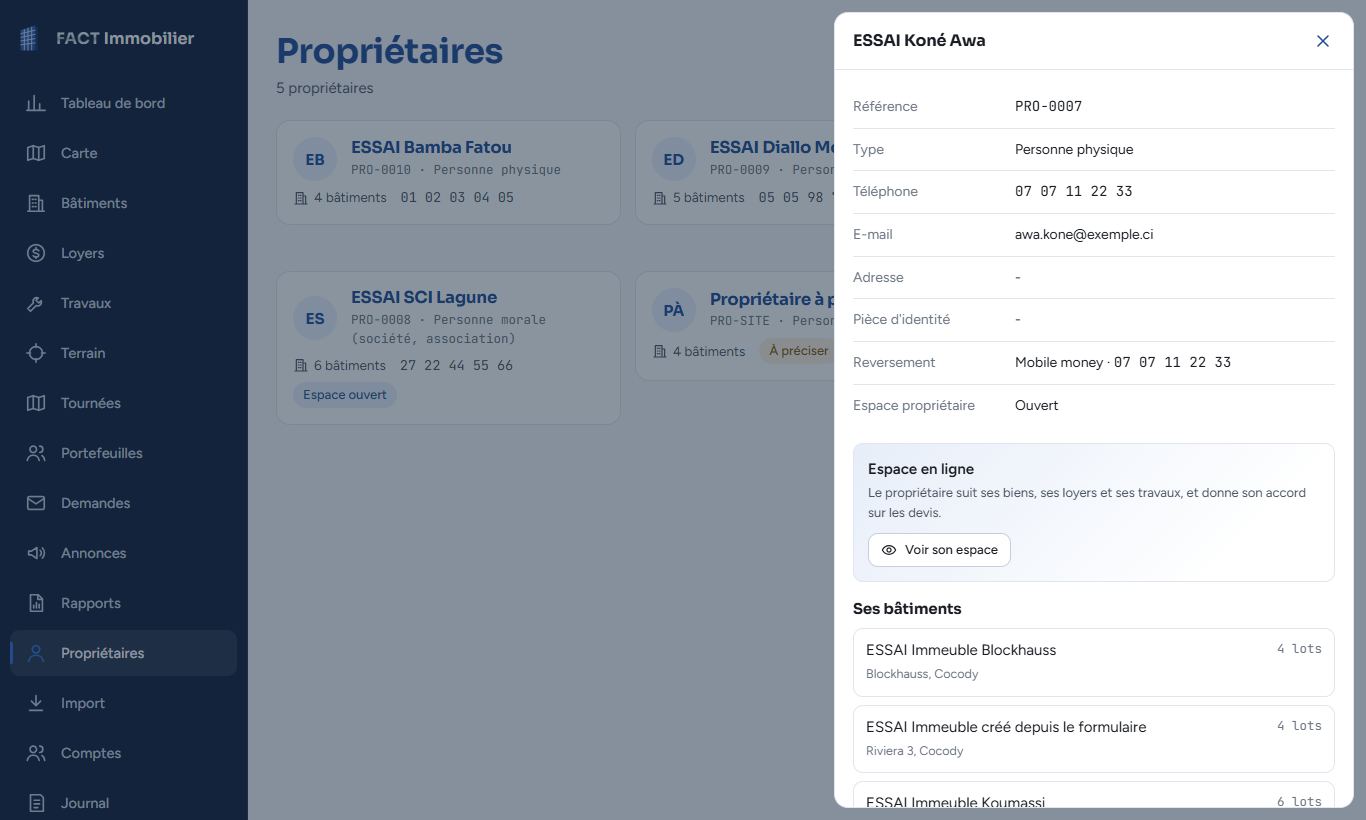 FACT Immobilier
Tableau de bord
Carte
Bâtiments
Loyers
Travaux
Terrain
Tournées
Portefeuilles
Demandes
Annonces
Rapports
Propriétaires
Import
Comptes
Journal
Propriétaires
5 propriétaires
EB
ESSAI Bamba Fatou
PRO-0010 · Personne physique
4 bâtiments 01 02 03 04 05
ED
ESSAI Diallo
PRO-0009 ·
5 bâtiments 05 05 98
ES
ESSAI SCI Lagune
PRO-0008 · Personne morale
(société, association)
6 bâtiments 27 22 44 55 66
Espace ouvert
PÀ
Propriétaire à
PRO-SITE ·
4 bâtiments À préciser
ESSAI Koné Awa
Référence PRO-0007
Type Personne physique
Téléphone 07 07 11 22 33
E-mail awa.kone@exemple.ci
Adresse -
Pièce d'identité -
Reversement Mobile money · 07 07 11 22 33
Espace propriétaire Ouvert
Espace en ligne
Le propriétaire suit ses biens, ses loyers et ses travaux, et donne son accord
sur les devis.
Voir son espace
Ses bâtiments
ESSAI Immeuble Blockhauss 4 lots
Blockhauss, Cocody
ESSAI Immeuble créé depuis le formulaire 4 lots
Riviera 3, Cocody
ESSAI Immeuble Koumassi 6 lots